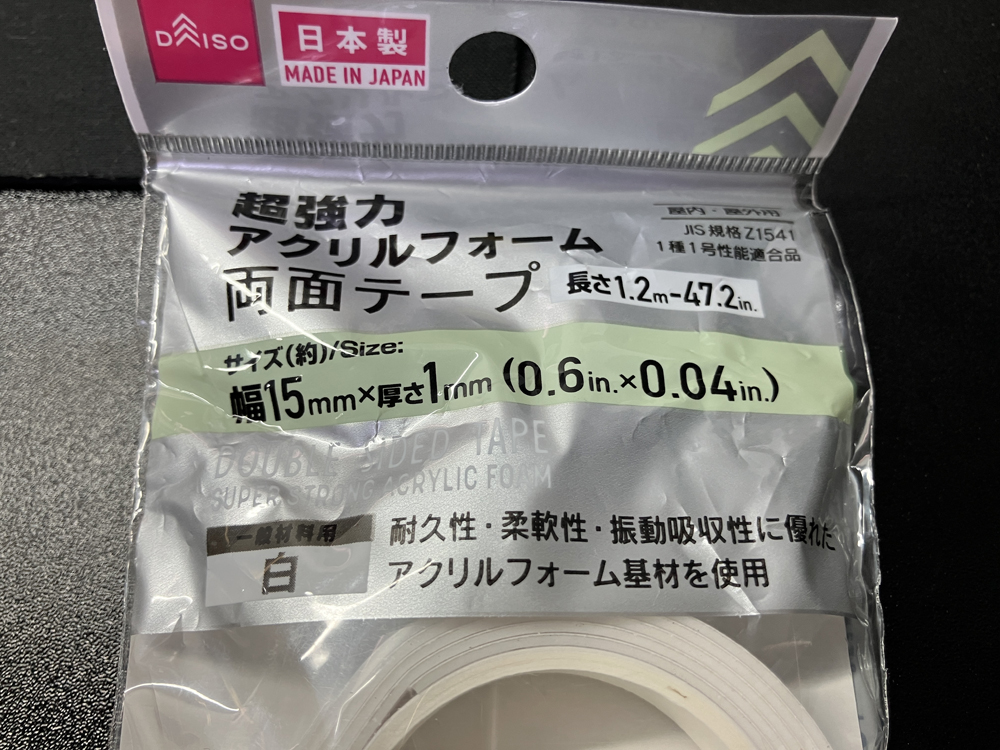 DAISO
日本製
MADE IN JAPAN
超強力
アクリルフォーム
両面テープ
長さ1.2m-47.2in.
屋内・屋外用
JIS規格Z1541
1種1号性能適合品
サイズ(約)/Size:
幅15mm×厚さ1mm (0.6in.×0.04in.)
DOUBLE SIDED TAPE
SUPER STRONG ACRYLIC FOAM
一般材料用
白
耐久性・柔軟性・振動吸収性に優れた
アクリルフォーム基材を使用